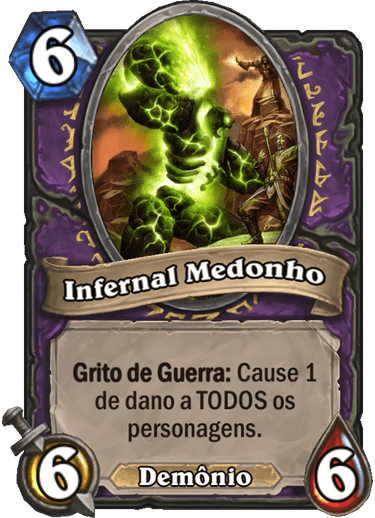 6
Infernal Medonho
Grito de Guerra: Cause 1
de dano a TODOS os
personagens.
6
Demônio
6